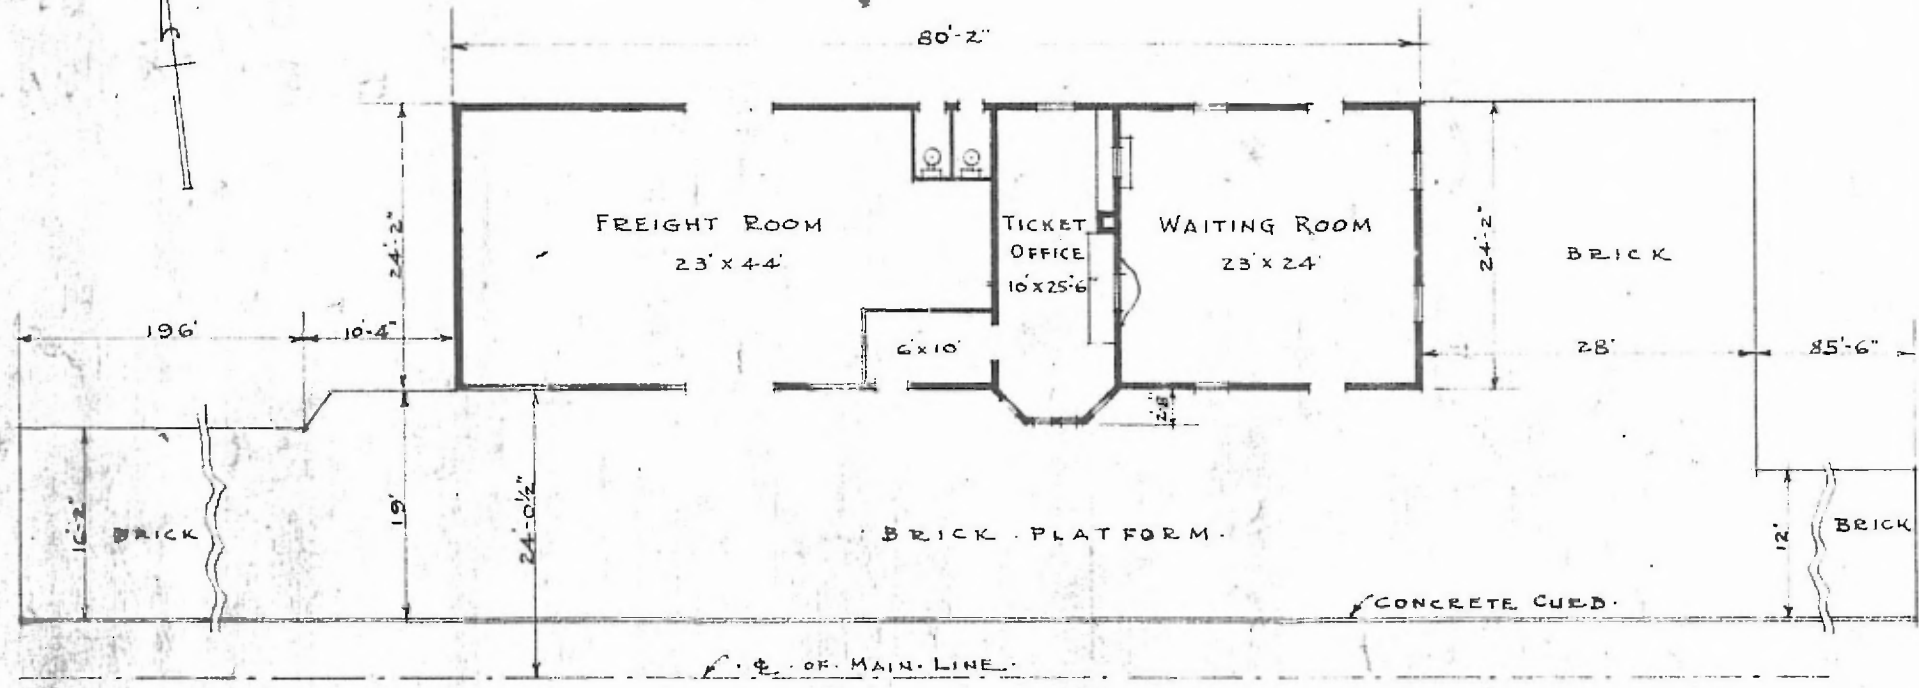 80'-2"
FREIGHT ROOM
23' X 44'
TICKET
OFFICE
10' X 25'-6"
WAITING ROOM
23' X 24'
24'-2"
24'-2"
BRICK
196'
10'-4"
6' X 10'
28'
85'-6"
2'-8"
16'-2"
BRICK
19'
24'-0½"
· BRICK · PLATFORM ·
12'
BRICK
CONCRETE CURB ·
· ℄ · OF · MAIN · LINE ·